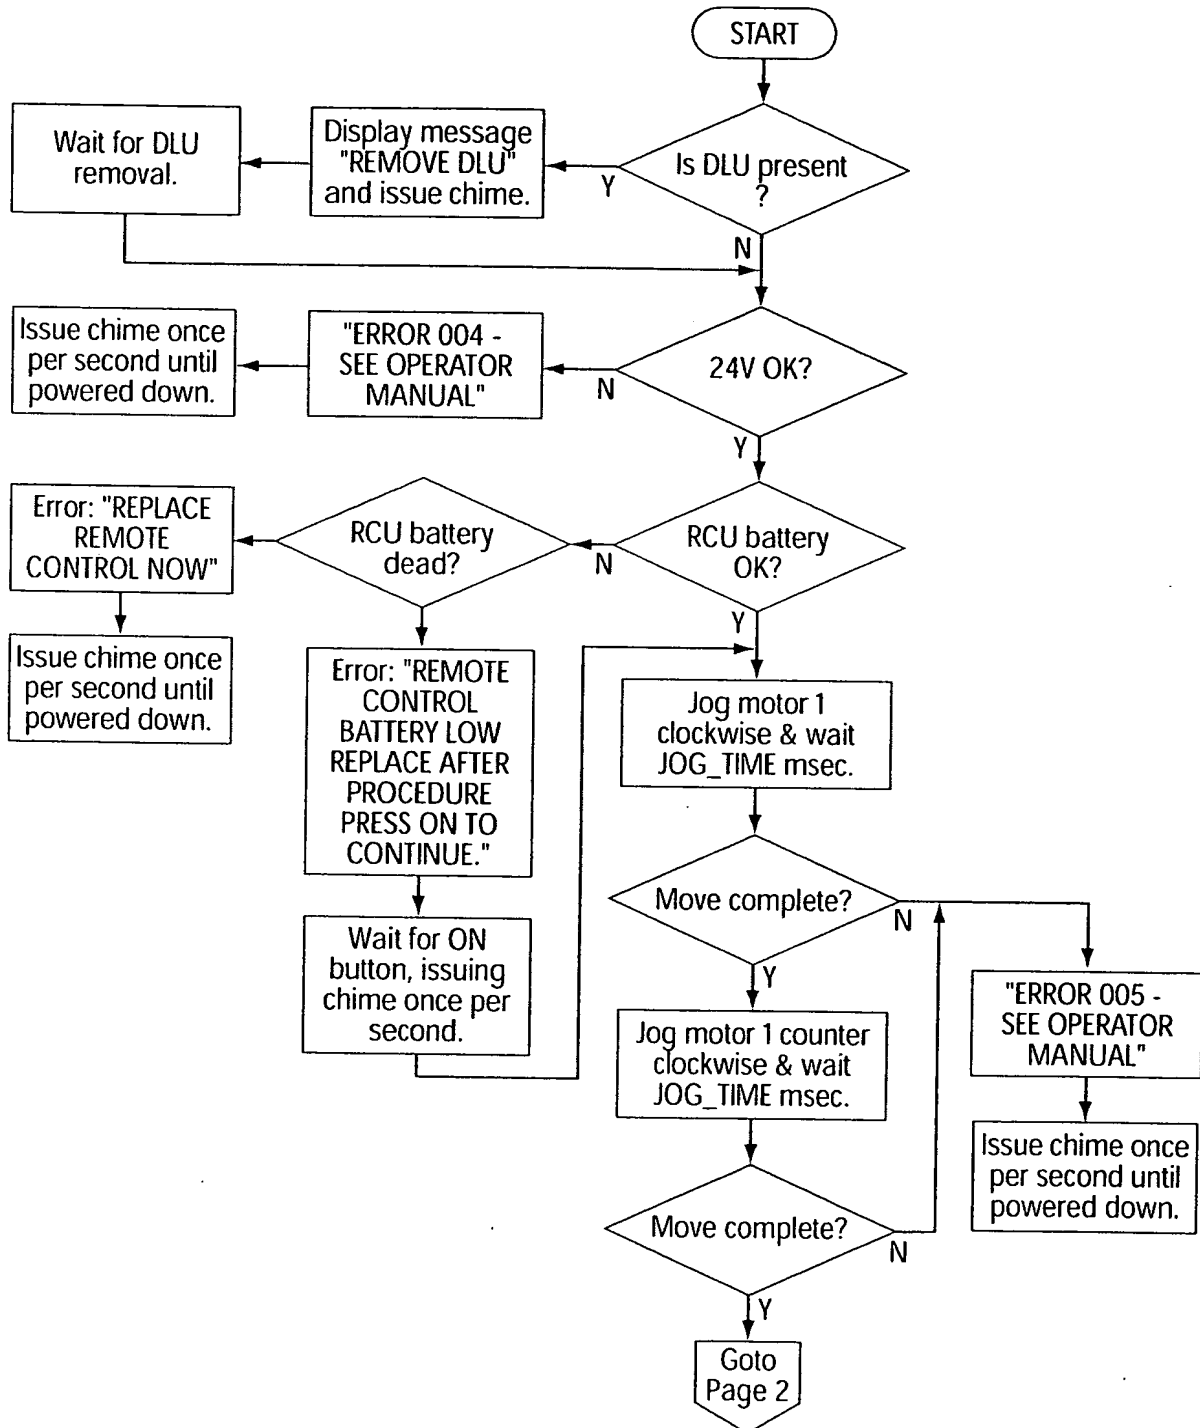 START
Is DLU present
?
Y
N
Display message
"REMOVE DLU"
and issue chime.
Wait for DLU
removal.
24V OK?
N
Y
"ERROR 004 -
SEE OPERATOR
MANUAL"
Issue chime once
per second until
powered down.
RCU battery
OK?
N
Y
RCU battery
dead?
Error: "REPLACE
REMOTE
CONTROL NOW"
Issue chime once
per second until
powered down.
Error: "REMOTE
CONTROL
BATTERY LOW
REPLACE AFTER
PROCEDURE
PRESS ON TO
CONTINUE."
Wait for ON
button, issuing
chime once per
second.
Jog motor 1
clockwise & wait
JOG_TIME msec.
Move complete?
N
Y
Jog motor 1 counter
clockwise & wait
JOG_TIME msec.
"ERROR 005 -
SEE OPERATOR
MANUAL"
Issue chime once
per second until
powered down.
Move complete?
N
Y
Goto
Page 2